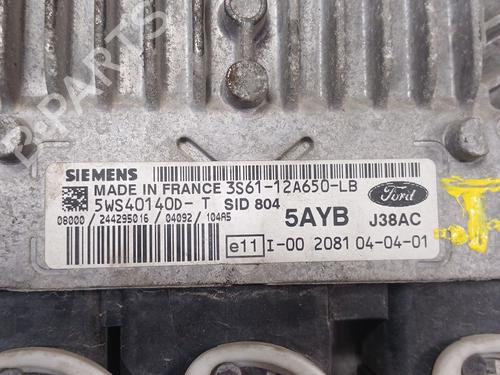 B-PARTS
SIEMENS
MADE IN FRANCE 3S61-12A650-LB
5WS40140D-T SID 804
Ford
08000 / 244295016 / 04092 / 104A5
5AYB J38AC
e11 I-00 2081 04-04-01